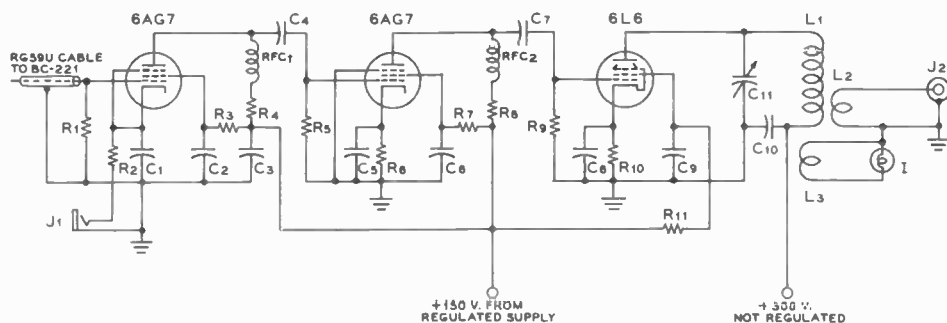 6AG7
6AG7
6L6
RG59U CABLE
TO BC-221
C4
C7
L1
L2
J2
RFC1
RFC2
C11
R1
R3
R4
R5
R7
R8
R9
C10
R2
C1
C2
C3
C5
R6
C6
C8
R10
C9
L3
I
J1
R11
+150 V. FROM
REGULATED SUPPLY
+300 V.
NOT REGULATED